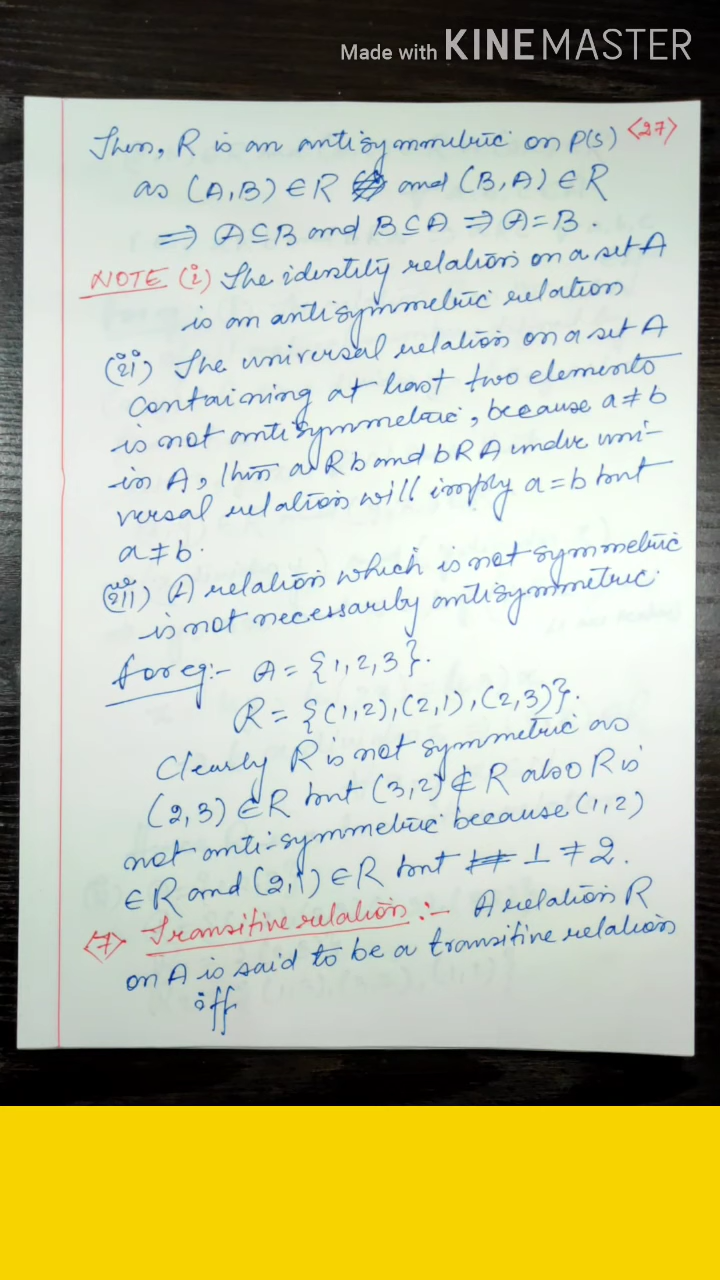 Made with KINEMASTER
<27>
Then, R is an antisymmetric on P(S)
as (A,B) ∈ R and (B,A) ∈ R
⇒ A ⊆ B and B ⊆ A ⇒ A = B.
NOTE (i) The identity relation on a set A
is an antisymmetric relation
(ii) The universal relation on a set A
containing at least two elements
is not antisymmetric, because a ≠ b
in A, then a R b and b R A under uni-
versal relation will imply a = b but
a ≠ b.
(iii) A relation which is not symmetric
is not necessarily antisymmetric.
for eg:- A = {1,2,3}.
R = {(1,2),(2,1),(2,3)}.
Clearly R is not symmetric as
(2,3) ∈ R but (3,2) ∉ R also R is
not anti-symmetric because (1,2)
∈ R and (2,1) ∈ R but 1 ≠ 2.
<7> Transitive relation :- A relation R
on A is said to be a transitive relation
iff